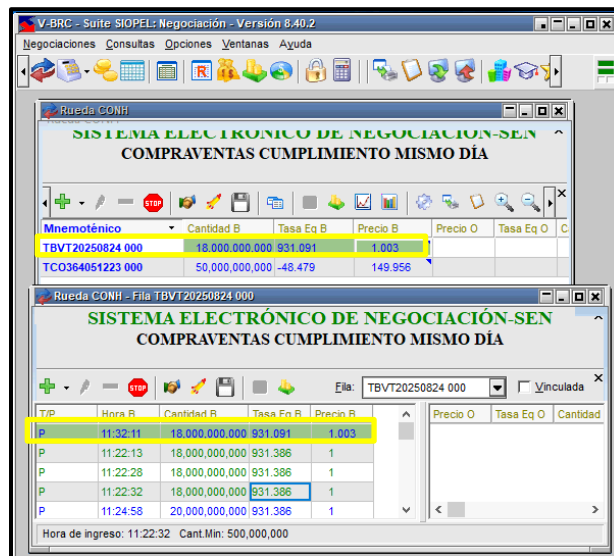 V-BRC - Suite SIOPEL: Negociación - Versión 8.40.2
Negociaciones Consultas Opciones Ventanas Ayuda
Rueda CONH
SISTEMA ELECTRÓNICO DE NEGOCIACIÓN-SEN
COMPRAVENTAS CUMPLIMIENTO MISMO DÍA
STOP
Mnemoténico Cantidad B Tasa Eq B Precio B Precio O Tasa Eq O
TBVT20250824 000 18.000.000.000 931.091 1.003
TCO364051223 000 50,000,000,000 -48.479 149.956
Rueda CONH - Fila TBVT20250824 000
SISTEMA ELECTRÓNICO DE NEGOCIACIÓN-SEN
COMPRAVENTAS CUMPLIMIENTO MISMO DÍA
STOP Fila: TBVT20250824 000 Vinculada
T/P Hora B Cantidad B Tasa Eq B Precio B Precio O Tasa Eq O Cantidad
P 11:32:11 18,000,000,000 931.091 1.003
P 11:22:13 18,000,000,000 931.386 1
P 11:22:28 18,000,000,000 931.386 1
P 11:22:32 18,000,000,000 931.386 1
P 11:24:58 20,000,000,000 931.386 1
Hora de ingreso: 11:22:32 Cant.Min: 500,000,000